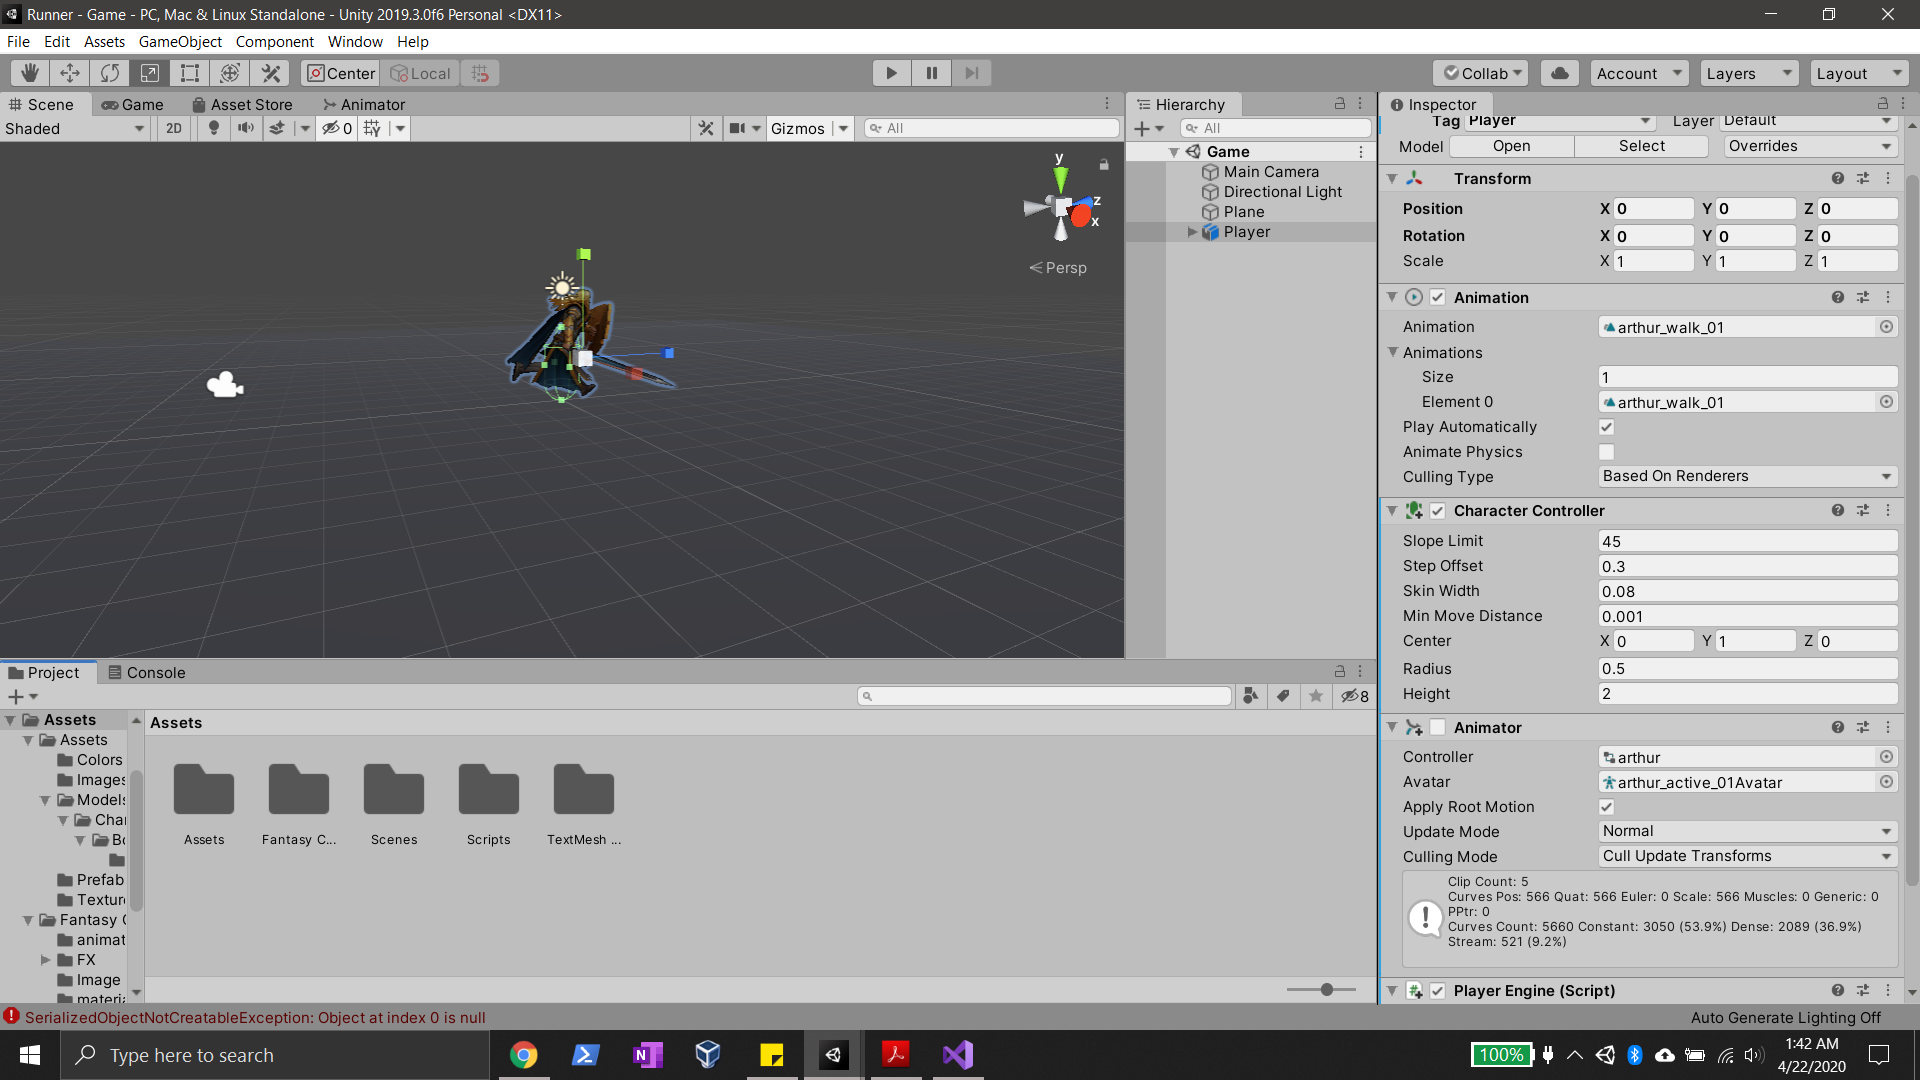 Runner - Game - PC, Mac & Linux Standalone - Unity 2019.3.0f6 Personal <DX11>
File Edit Assets GameObject Component Window Help
Center Local Collab Account Layers Layout
Scene Game Asset Store Animator
Shaded 2D 0 Gizmos All
y
z
x
Persp
Hierarchy
All
Game
Main Camera
Directional Light
Plane
Player
Inspector
Tag Player Layer Default
Model Open Select Overrides
Transform
Position X 0 Y 0 Z 0
Rotation X 0 Y 0 Z 0
Scale X 1 Y 1 Z 1
Animation
Animation arthur_walk_01
Animations
Size 1
Element 0 arthur_walk_01
Play Automatically
Animate Physics
Culling Type Based On Renderers
Character Controller
Slope Limit 45
Step Offset 0.3
Skin Width 0.08
Min Move Distance 0.001
Center X 0 Y 1 Z 0
Radius 0.5
Height 2
Animator
Controller arthur
Avatar arthur_active_01Avatar
Apply Root Motion
Update Mode Normal
Culling Mode Cull Update Transforms
Clip Count: 5
Curves Pos: 566 Quat: 566 Euler: 0 Scale: 566 Muscles: 0 Generic: 0
PPtr: 0
Curves Count: 5660 Constant: 3050 (53.9%) Dense: 2089 (36.9%)
Stream: 521 (9.2%)
Player Engine (Script)
Project Console
8
Assets
Assets
Colors
Images
Models
Char
Bo
Prefab
Texture
Fantasy C
animat
FX
Image
materia
Assets
Assets Fantasy C... Scenes Scripts TextMesh ...
SerializedObjectNotCreatableException: Object at index 0 is null
Auto Generate Lighting Off
Type here to search
100%
1:42 AM
4/22/2020